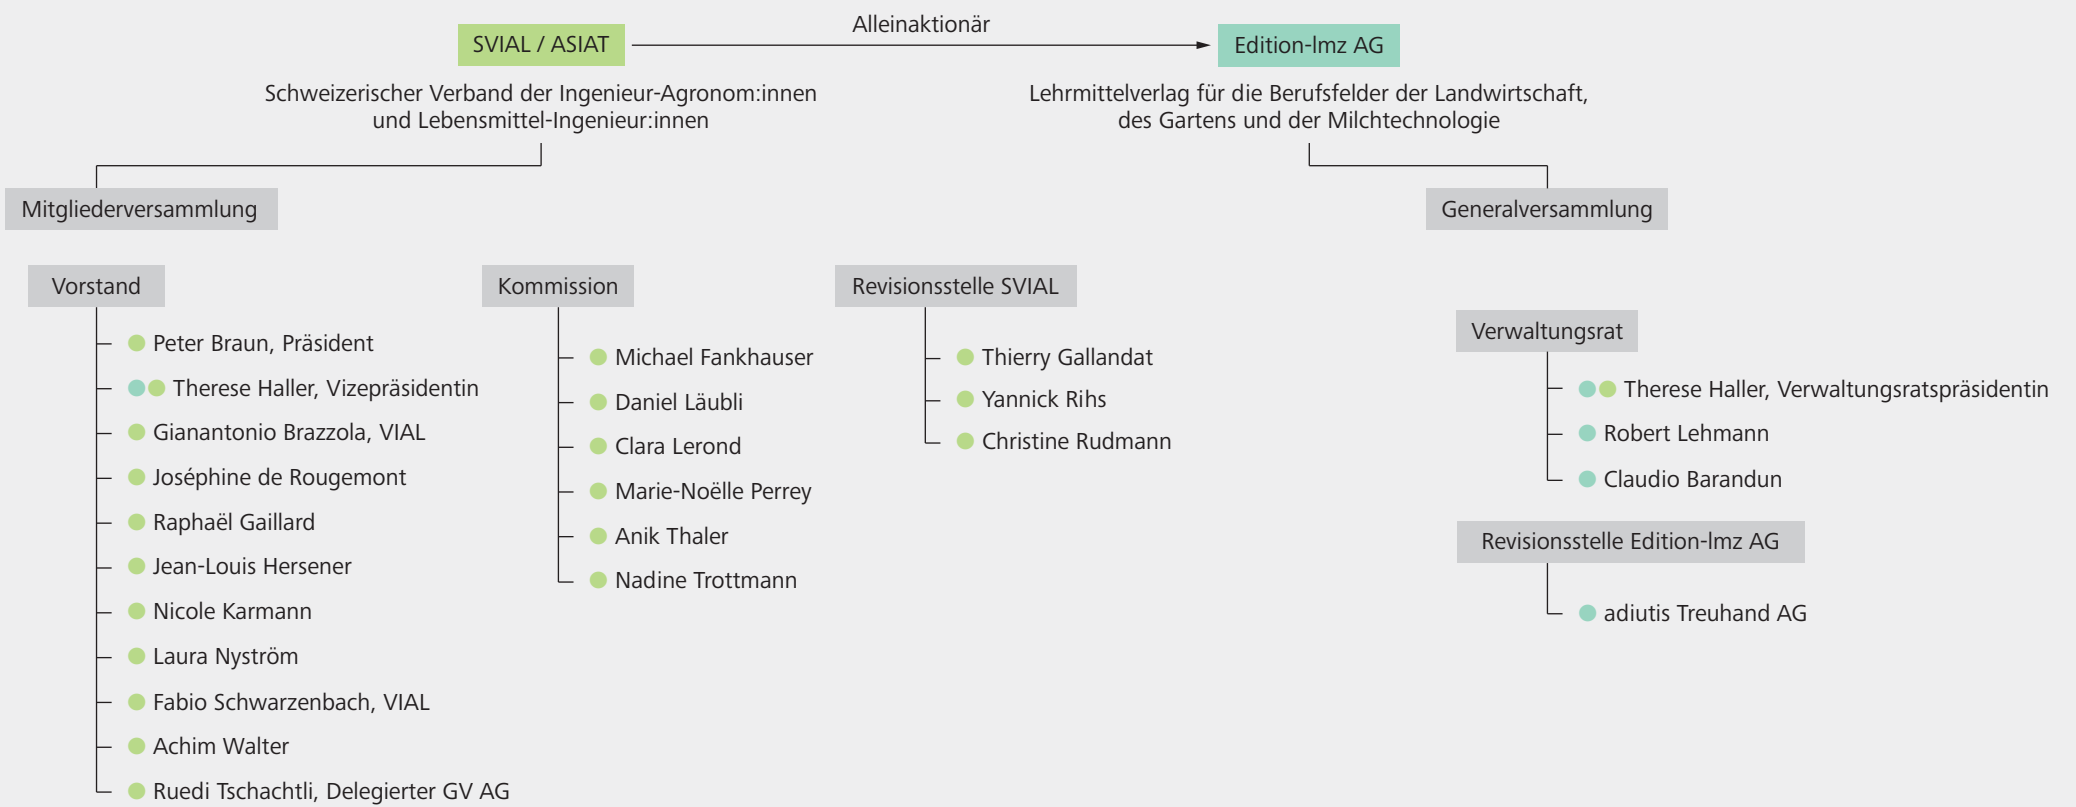 Alleinaktionär
SVIAL / ASIAT
Edition-lmz AG
Schweizerischer Verband der Ingenieur-Agronom:innen
und Lebensmittel-Ingenieur:innen
Lehrmittelverlag für die Berufsfelder der Landwirtschaft,
des Gartens und der Milchtechnologie
Mitgliederversammlung
Generalversammlung
Vorstand
Peter Braun, Präsident
Therese Haller, Vizepräsidentin
Gianantonio Brazzola, VIAL
Joséphine de Rougemont
Raphaël Gaillard
Jean-Louis Hersener
Nicole Karmann
Laura Nyström
Fabio Schwarzenbach, VIAL
Achim Walter
Ruedi Tschachtli, Delegierter GV AG
Kommission
Michael Fankhauser
Daniel Läubli
Clara Lerond
Marie-Noëlle Perrey
Anik Thaler
Nadine Trottmann
Revisionsstelle SVIAL
Thierry Gallandat
Yannick Rihs
Christine Rudmann
Verwaltungsrat
Therese Haller, Verwaltungsratspräsidentin
Robert Lehmann
Claudio Barandun
Revisionsstelle Edition-lmz AG
adiutis Treuhand AG